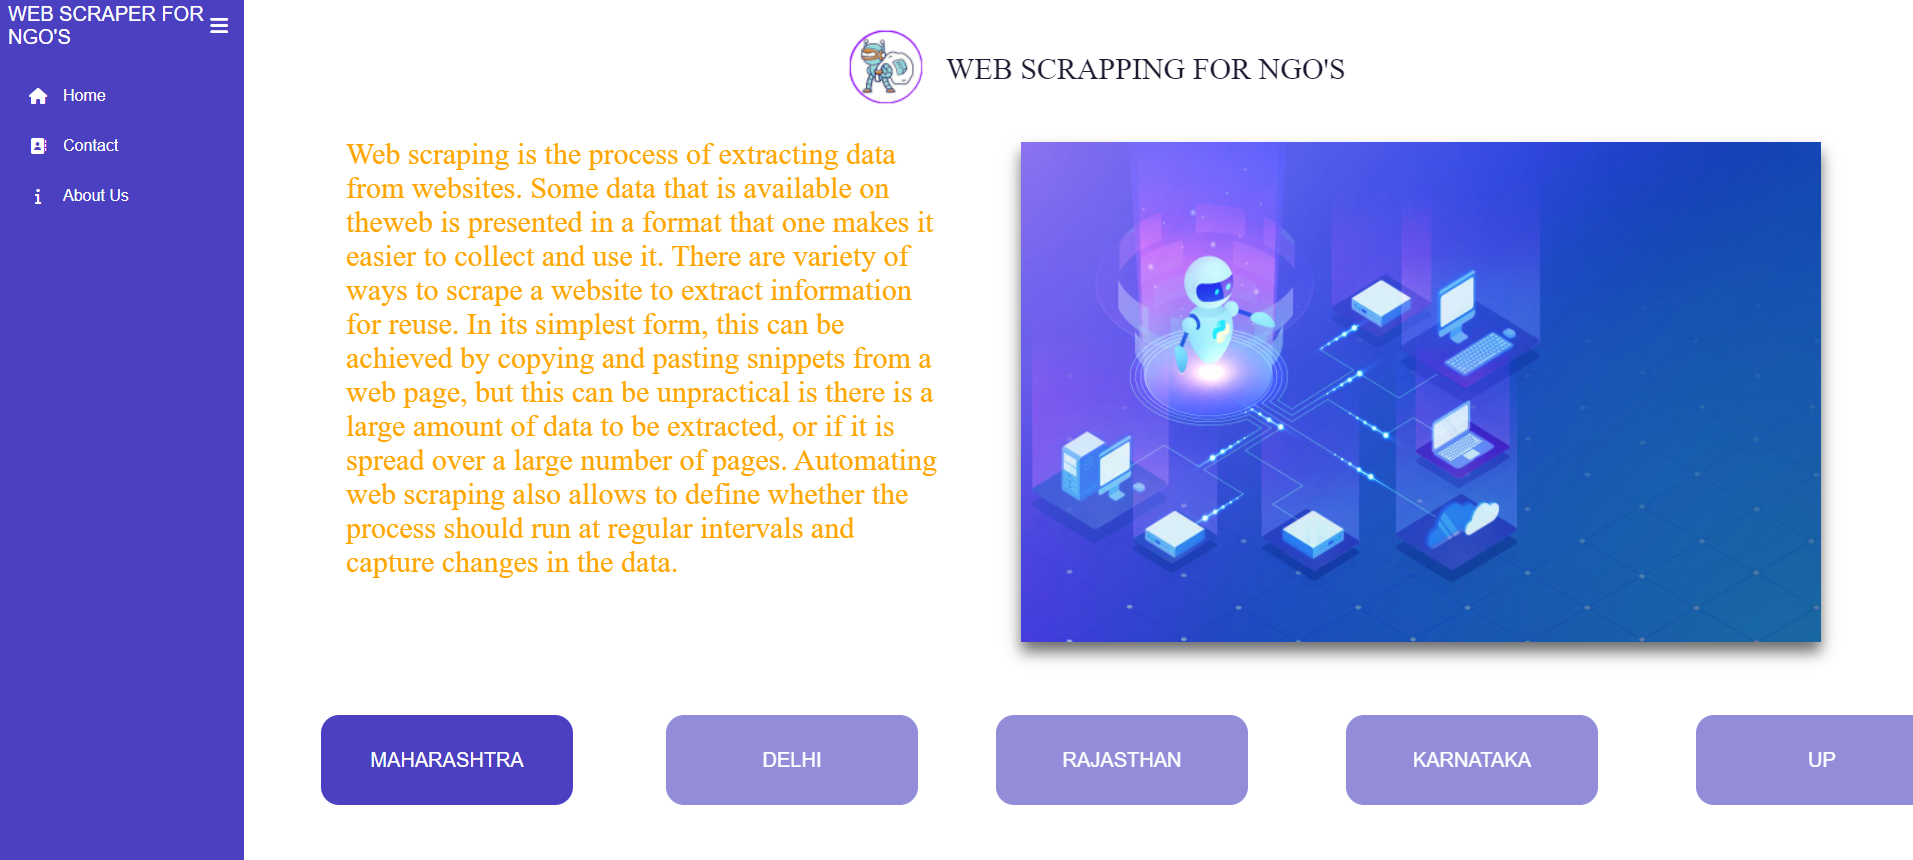 WEB SCRAPER FOR
NGO'S
Home
Contact
About Us
WEB SCRAPPING FOR NGO'S
Web scraping is the process of extracting data
from websites. Some data that is available on
theweb is presented in a format that one makes it
easier to collect and use it. There are variety of
ways to scrape a website to extract information
for reuse. In its simplest form, this can be
achieved by copying and pasting snippets from a
web page, but this can be unpractical is there is a
large amount of data to be extracted, or if it is
spread over a large number of pages. Automating
web scraping also allows to define whether the
process should run at regular intervals and
capture changes in the data.
MAHARASHTRA
DELHI
RAJASTHAN
KARNATAKA
UP